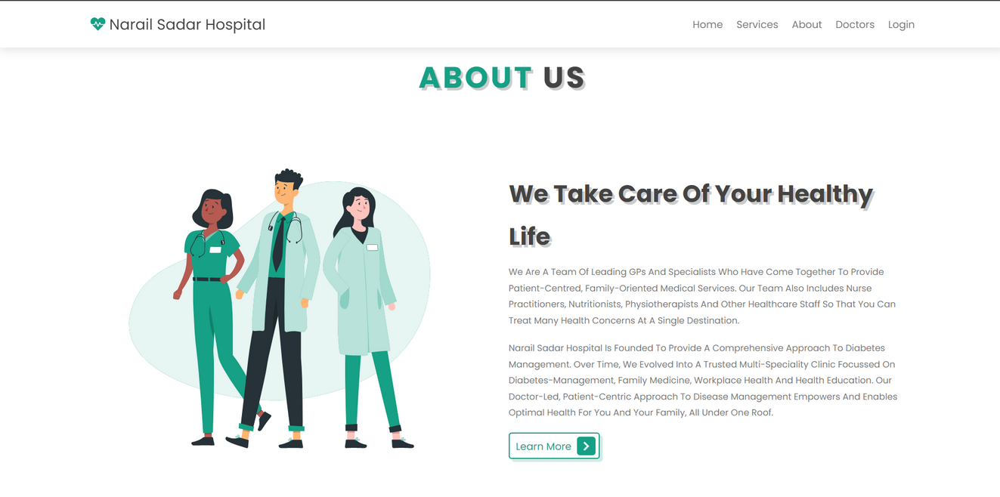 Narail Sadar Hospital
Home Services About Doctors Login
ABOUT US
We Take Care Of Your Healthy
Life
We Are A Team Of Leading GPs And Specialists Who Have Come Together To Provide
Patient-Centred, Family-Oriented Medical Services. Our Team Also Includes Nurse
Practitioners, Nutritionists, Physiotherapists And Other Healthcare Staff So That You Can
Treat Many Health Concerns At A Single Destination.
Narail Sadar Hospital Is Founded To Provide A Comprehensive Approach To Diabetes
Management. Over Time, We Evolved Into A Trusted Multi-Speciality Clinic Focussed On
Diabetes-Management, Family Medicine, Workplace Health And Health Education. Our
Doctor-Led, Patient-Centric Approach To Disease Management Empowers And Enables
Optimal Health For You And Your Family, All Under One Roof.
Learn More